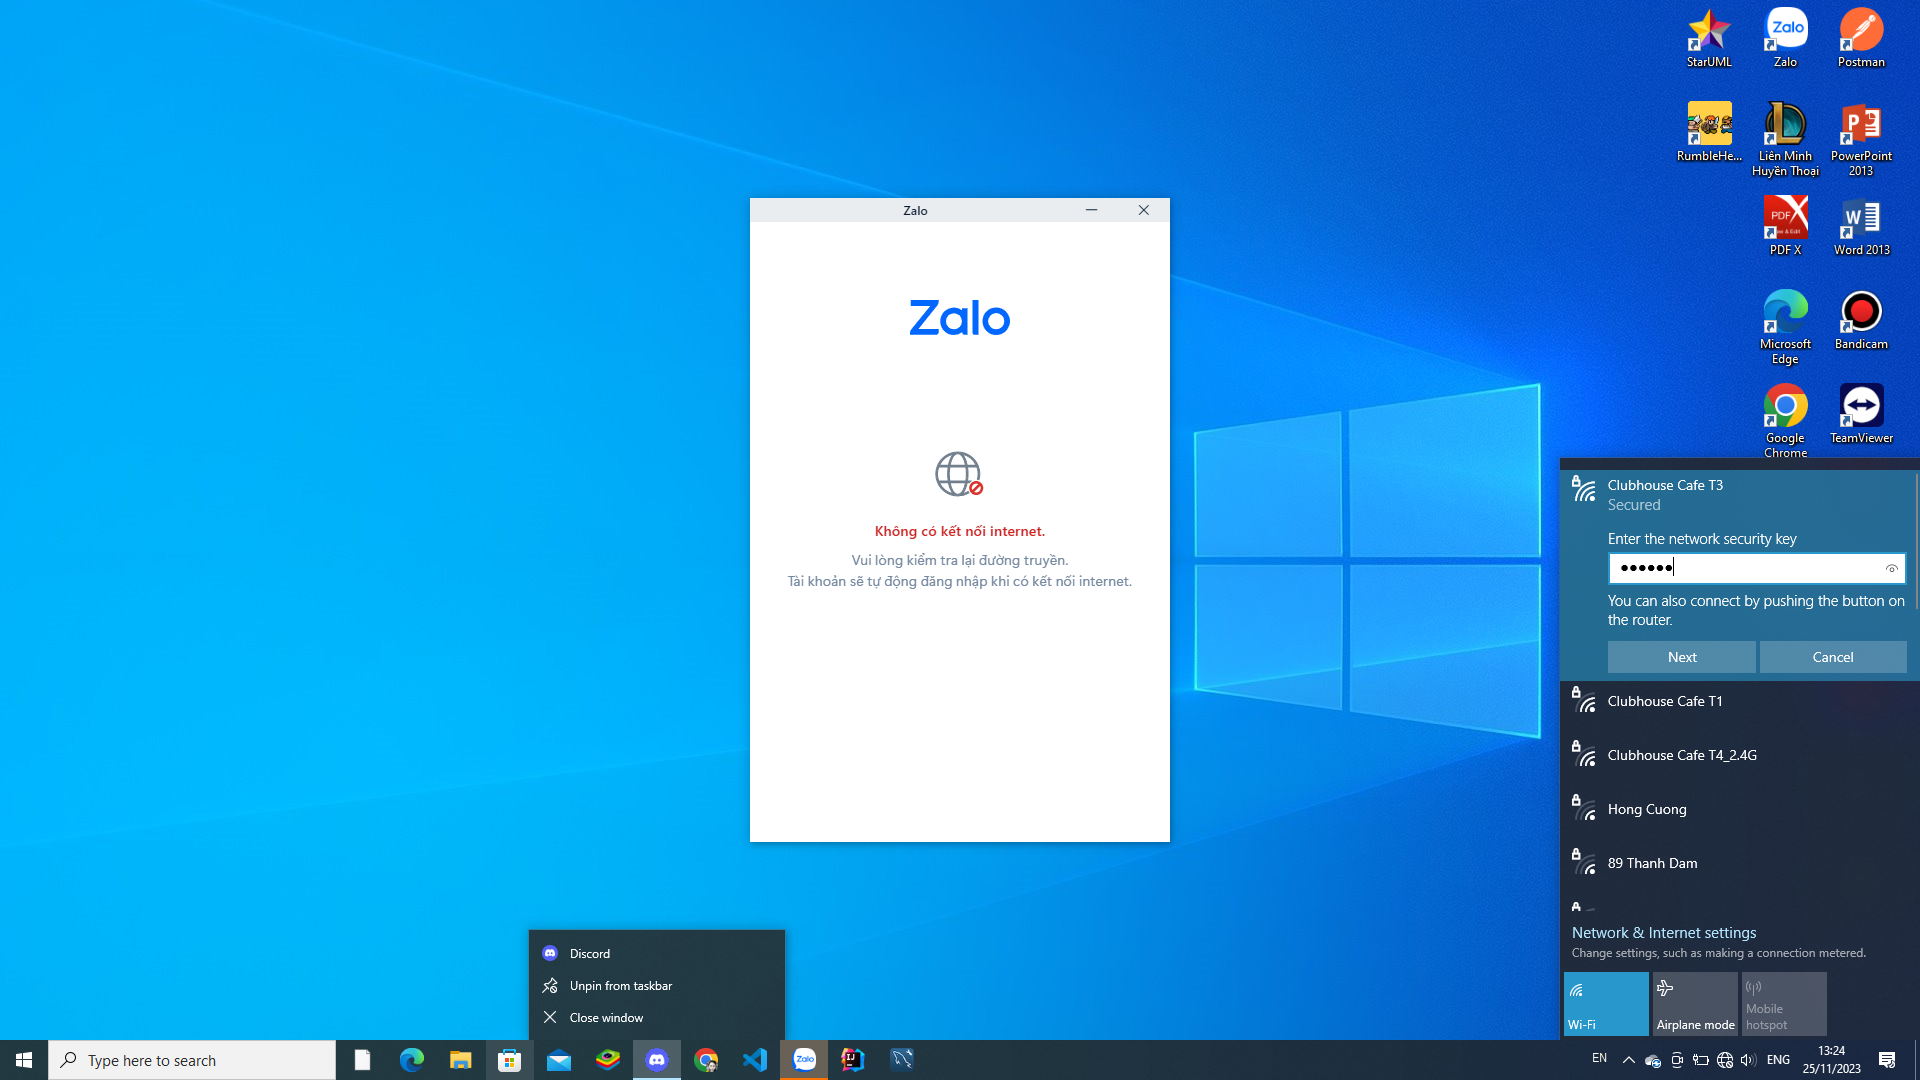 StarUML
Zalo
Zalo
Postman
RumbleHe...
Liên Minh
Huyền Thoại
PowerPoint
2013
PDF
PDF X
Word 2013
Microsoft
Edge
Bandicam
Google
Chrome
TeamViewer
Zalo
Zalo
Không có kết nối internet.
Vui lòng kiểm tra lại đường truyền.
Tài khoản sẽ tự động đăng nhập khi có kết nối internet.
Clubhouse Cafe T3
Secured
Enter the network security key
You can also connect by pushing the button on
the router.
Next
Cancel
Clubhouse Cafe T1
Clubhouse Cafe T4_2.4G
Hong Cuong
89 Thanh Dam
Network & Internet settings
Change settings, such as making a connection metered.
Wi-Fi
Airplane mode
Mobile
hotspot
Discord
Unpin from taskbar
Close window
Type here to search
Zalo
EN
ENG
13:24
25/11/2023